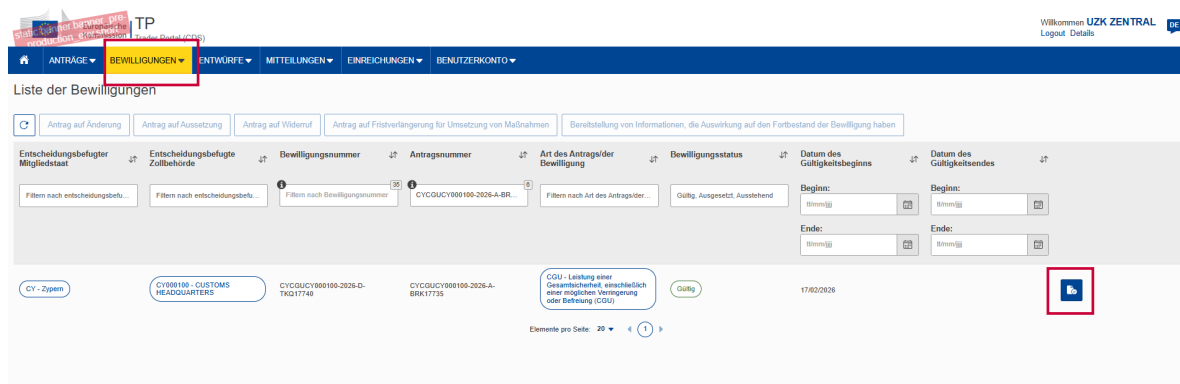 Europäische
Kommission
TP
Trader Portal (CDS)
Willkommen UZK ZENTRAL
Logout Details
DE
ANTRÄGE
BEWILLIGUNGEN
ENTWÜRFE
MITTEILUNGEN
EINREICHUNGEN
BENUTZERKONTO
Liste der Bewilligungen
Antrag auf Änderung
Antrag auf Aussetzung
Antrag auf Widerruf
Antrag auf Fristverlängerung für Umsetzung von Maßnahmen
Bereitstellung von Informationen, die Auswirkung auf den Fortbestand der Bewilligung haben
Entscheidungsbefugter
Mitgliedstaat
Entscheidungsbefugte
Zollbehörde
Bewilligungsnummer
Antragsnummer
Art des Antrags/der
Bewilligung
Bewilligungsstatus
Datum des
Gültigkeitsbeginns
Datum des
Gültigkeitsendes
Filtern nach entscheidungsbefu...
Filtern nach entscheidungsbefu...
35
Filtern nach Bewilligungsnummer
6
CYCGUCY000100-2026-A-BR...
Filtern nach Art des Antrags/der...
Gültig, Ausgesetzt, Ausstehend
Beginn:
tt/mm/jjjj
Ende:
tt/mm/jjjj
Beginn:
tt/mm/jjjj
Ende:
tt/mm/jjjj
CY - Zypern
CY000100 - CUSTOMS
HEADQUARTERS
CYCGUCY000100-2026-D-
TKQ17740
CYCGUCY000100-2026-A-
BRK17735
CGU - Leistung einer
Gesamtsicherheit, einschließlich
einer möglichen Verringerung
oder Befreiung (CGU)
Gültig
17/02/2026
Elemente pro Seite: 20
1